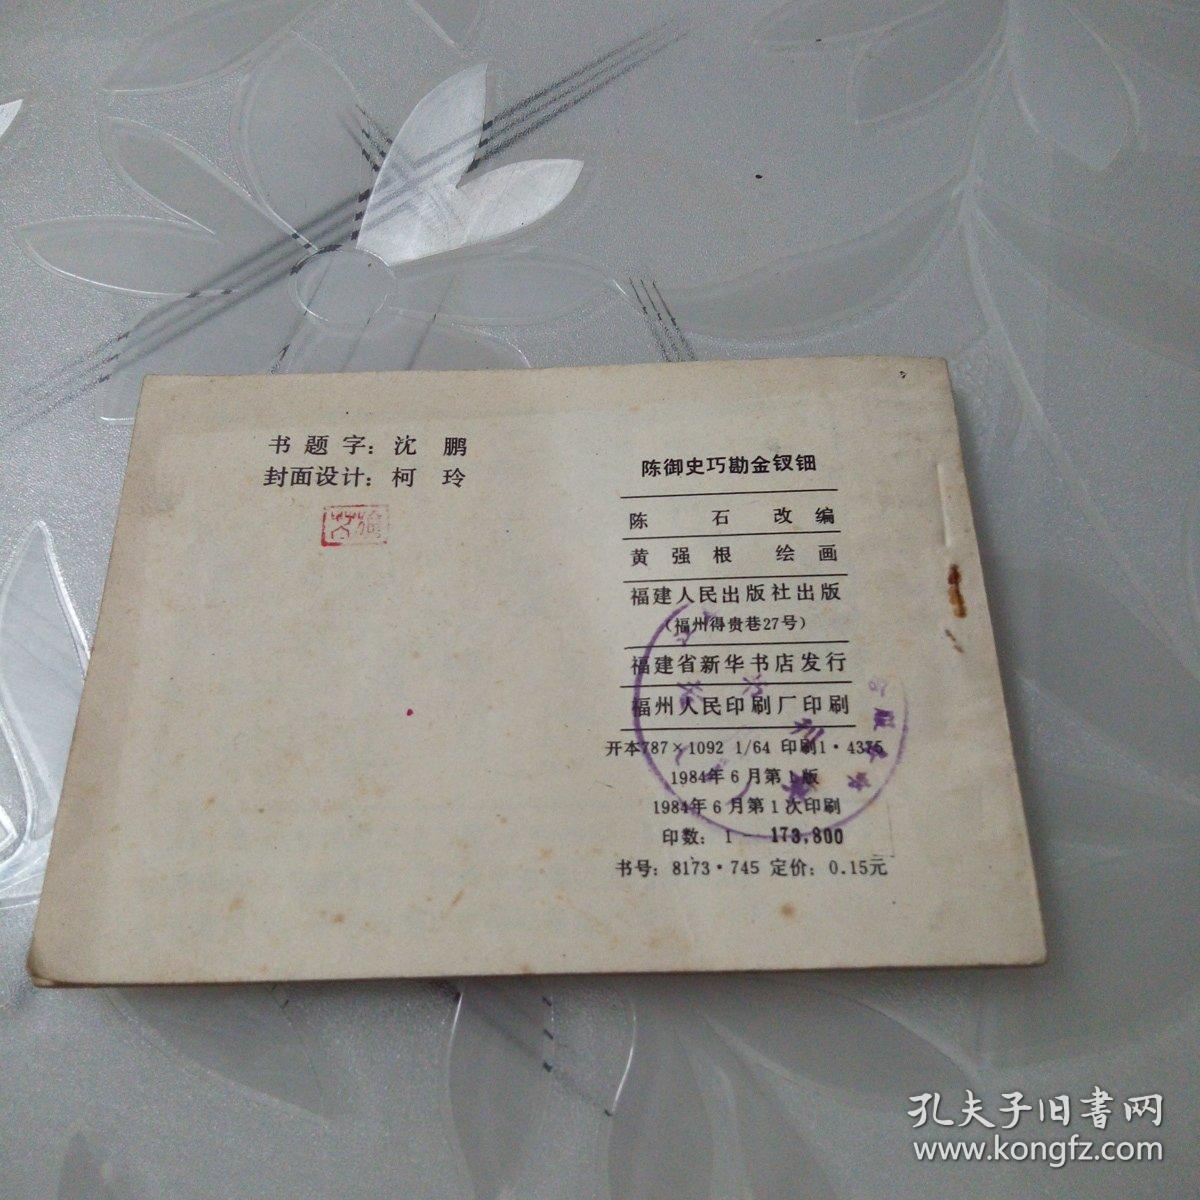 书题字：沈鹏
封面设计：柯玲
陈御史巧勘金钗钿
陈石改编
黄强根 绘画
福建人民出版社出版
（福州得贵巷27号）
福建省新华书店发行
福州人民印刷厂印刷
开本787×1092 1/64 印刷1·4375
1984年6月第1版
1984年6月第1次印刷
印数：1—173,800
书号：8173·745 定价：0.15元
孔夫子旧書网
www.kongfz.com